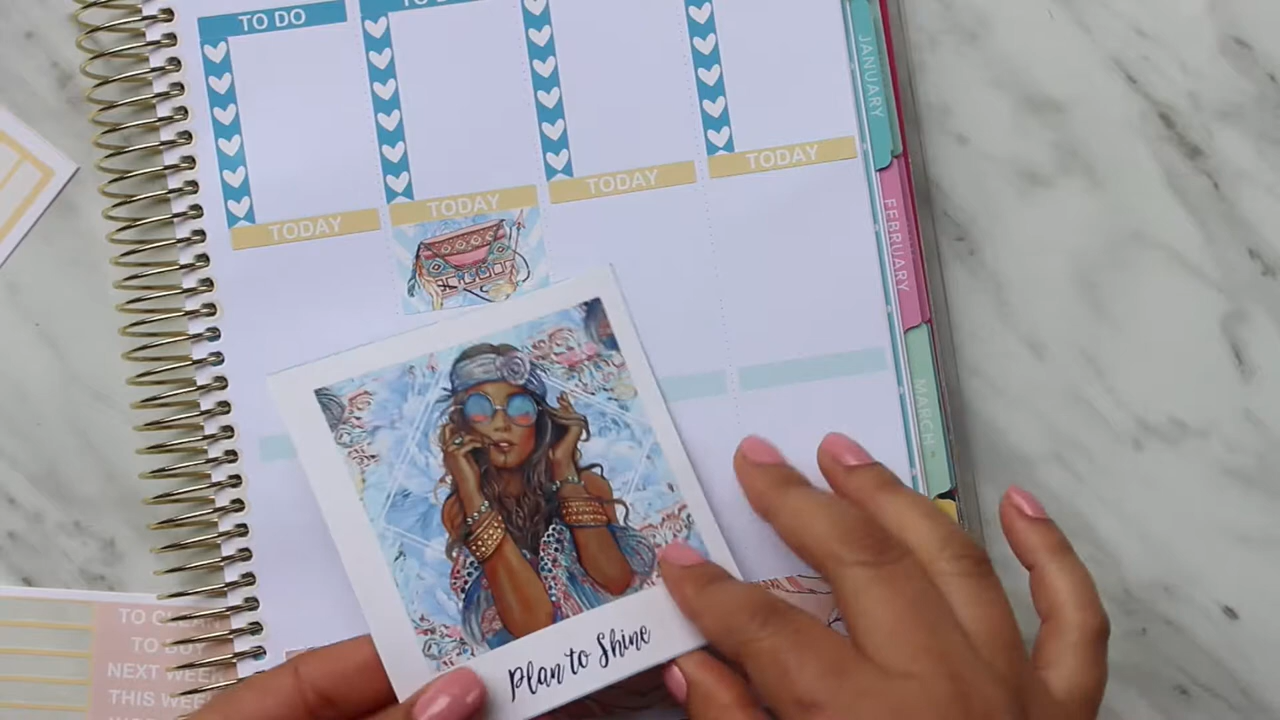 TO DO
TODAY
TODAY
TODAY
TODAY
JANUARY
FEBRUARY
MARCH
Plan to Shine
TO CLEAN
TO BUY
NEXT WEEK
THIS WEEK